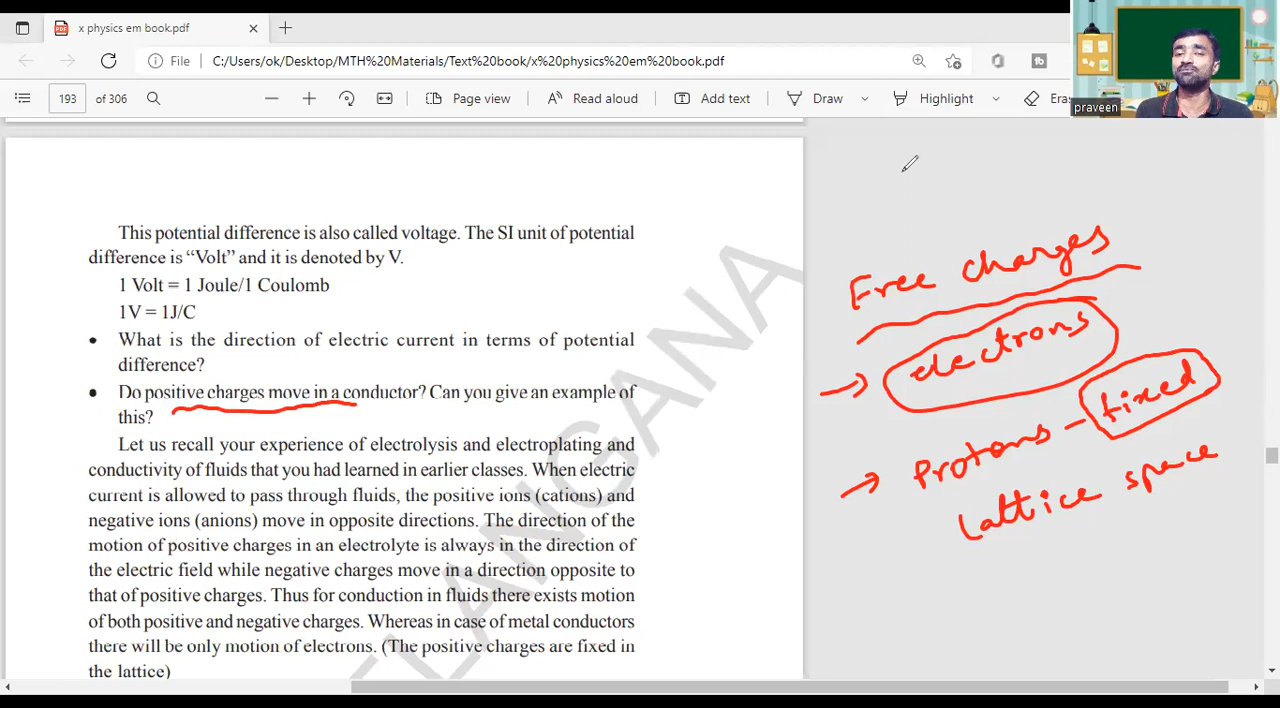 x physics em book.pdf
File C:/Users/ok/Desktop/MTH%20Materials/Text%20book/x%20physics%20em%20book.pdf
193 of 306 Page view Read aloud Add text Draw Highlight Eras
praveen
This potential difference is also called voltage. The SI unit of potential
difference is “Volt” and it is denoted by V.
1 Volt = 1 Joule/1 Coulomb
1V = 1J/C
• What is the direction of electric current in terms of potential
difference?
• Do positive charges move in a conductor? Can you give an example of
this?
Let us recall your experience of electrolysis and electroplating and
conductivity of fluids that you had learned in earlier classes. When electric
current is allowed to pass through fluids, the positive ions (cations) and
negative ions (anions) move in opposite directions. The direction of the
motion of positive charges in an electrolyte is always in the direction of
the electric field while negative charges move in a direction opposite to
that of positive charges. Thus for conduction in fluids there exists motion
of both positive and negative charges. Whereas in case of metal conductors
there will be only motion of electrons. (The positive charges are fixed in
the lattice)
ELANGANA
Free charges
→ electrons
→ Protons - fixed
Lattice space